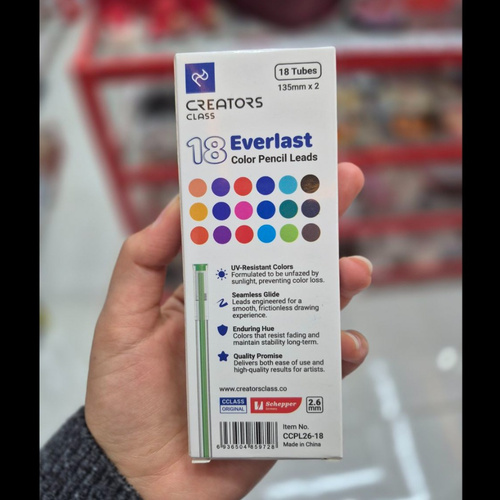 18 Tubes
135mm x 2
CREATORS
CLASS
18 Everlast
Color Pencil Leads
UV-Resistant Colors
Formulated to be unfazed by
sunlight, preventing color loss.
Seamless Glide
Leads engineered for a
smooth, frictionless drawing
experience.
Enduring Hue
Colors that resist fading and
maintain stability long-term.
Quality Promise
Delivers both ease of use and
high-quality results for artists.
www.creatorsclass.co
CCLASS
ORIGINAL
Schepper
2.6
mm
Item No.
CCPL26-18
Made in China
6936504859728